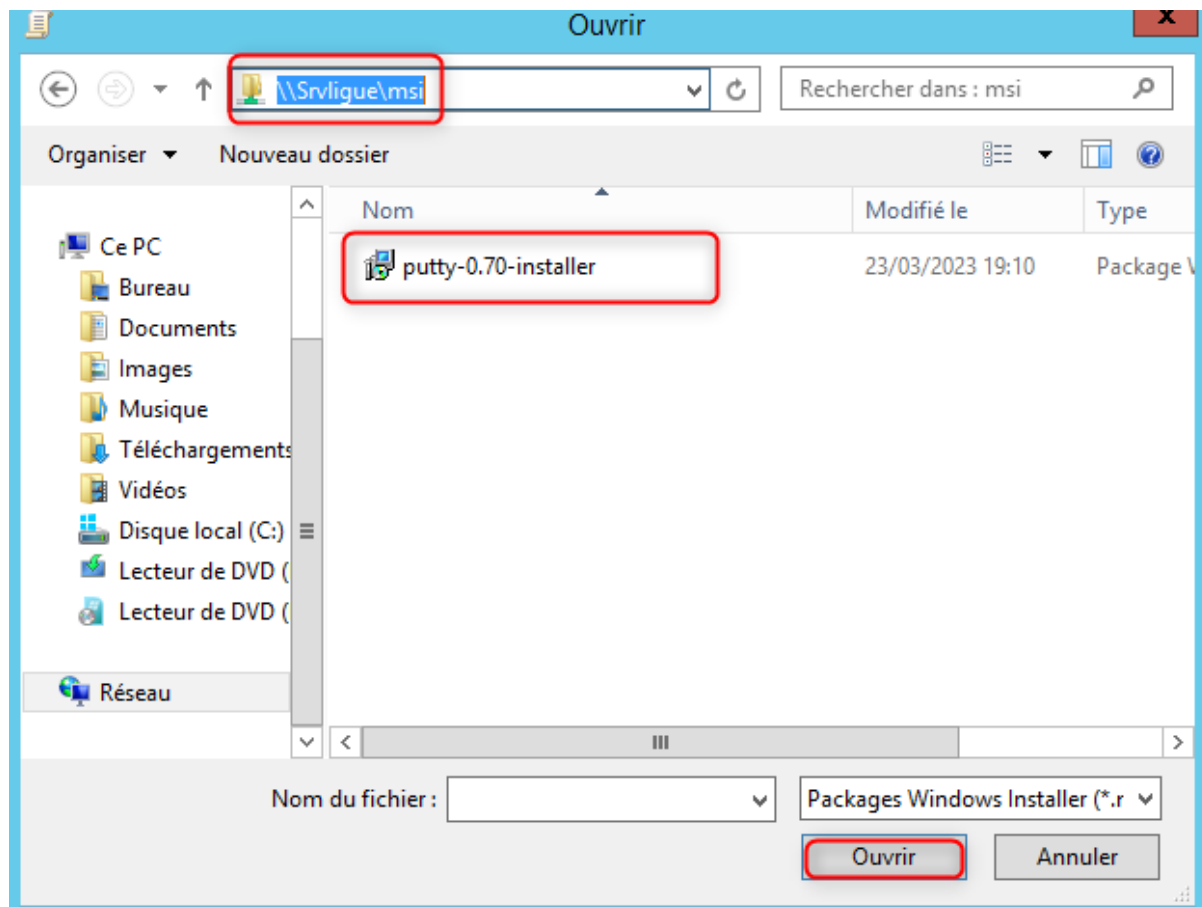 Ouvrir
x
\\Srvligue\msi
Rechercher dans : msi
Organiser
Nouveau dossier
Nom
Modifié le
Type
Ce PC
putty-0.70-installer
23/03/2023 19:10
Package W
Bureau
Documents
Images
Musique
Téléchargements
Vidéos
Disque local (C:)
Lecteur de DVD (
Lecteur de DVD (
Réseau
Nom du fichier :
Packages Windows Installer (*.r
Ouvrir
Annuler